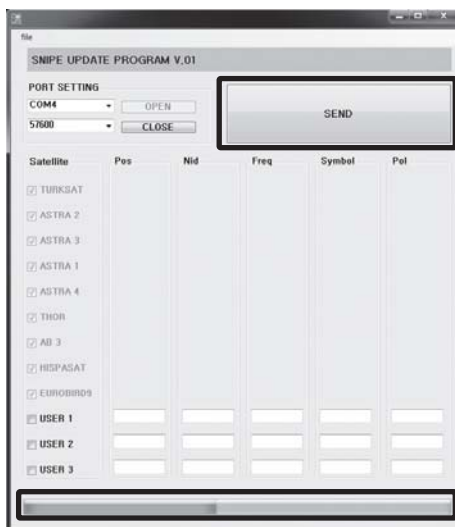 file
SNIPE UPDATE PROGRAM V.01
PORT SETTING
COM4 OPEN
57600 CLOSE
SEND
Satellite Pos Nid Freq Symbol Pol
TURKSAT
ASTRA 2
ASTRA 3
ASTRA 1
ASTRA 4
THOR
AB 3
HISPASAT
EUROBIRD9
USER 1
USER 2
USER 3